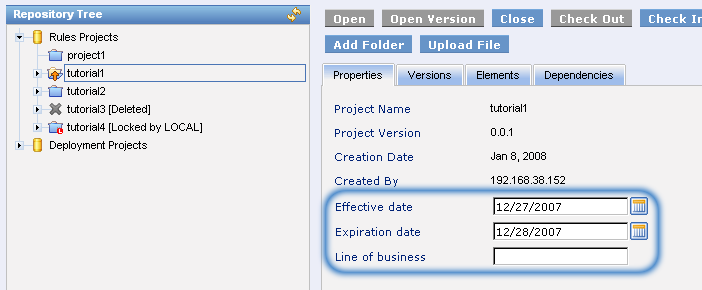 Repository Tree
Rules Projects
project1
tutorial1
tutorial2
tutorial3 [Deleted]
tutorial4 [Locked by LOCAL]
Deployment Projects
Open Open Version Close Check Out Check In
Add Folder Upload File
Properties Versions Elements Dependencies
Project Name tutorial1
Project Version 0.0.1
Creation Date Jan 8, 2008
Created By 192.168.38.152
Effective date 12/27/2007
Expiration date 12/28/2007
Line of business